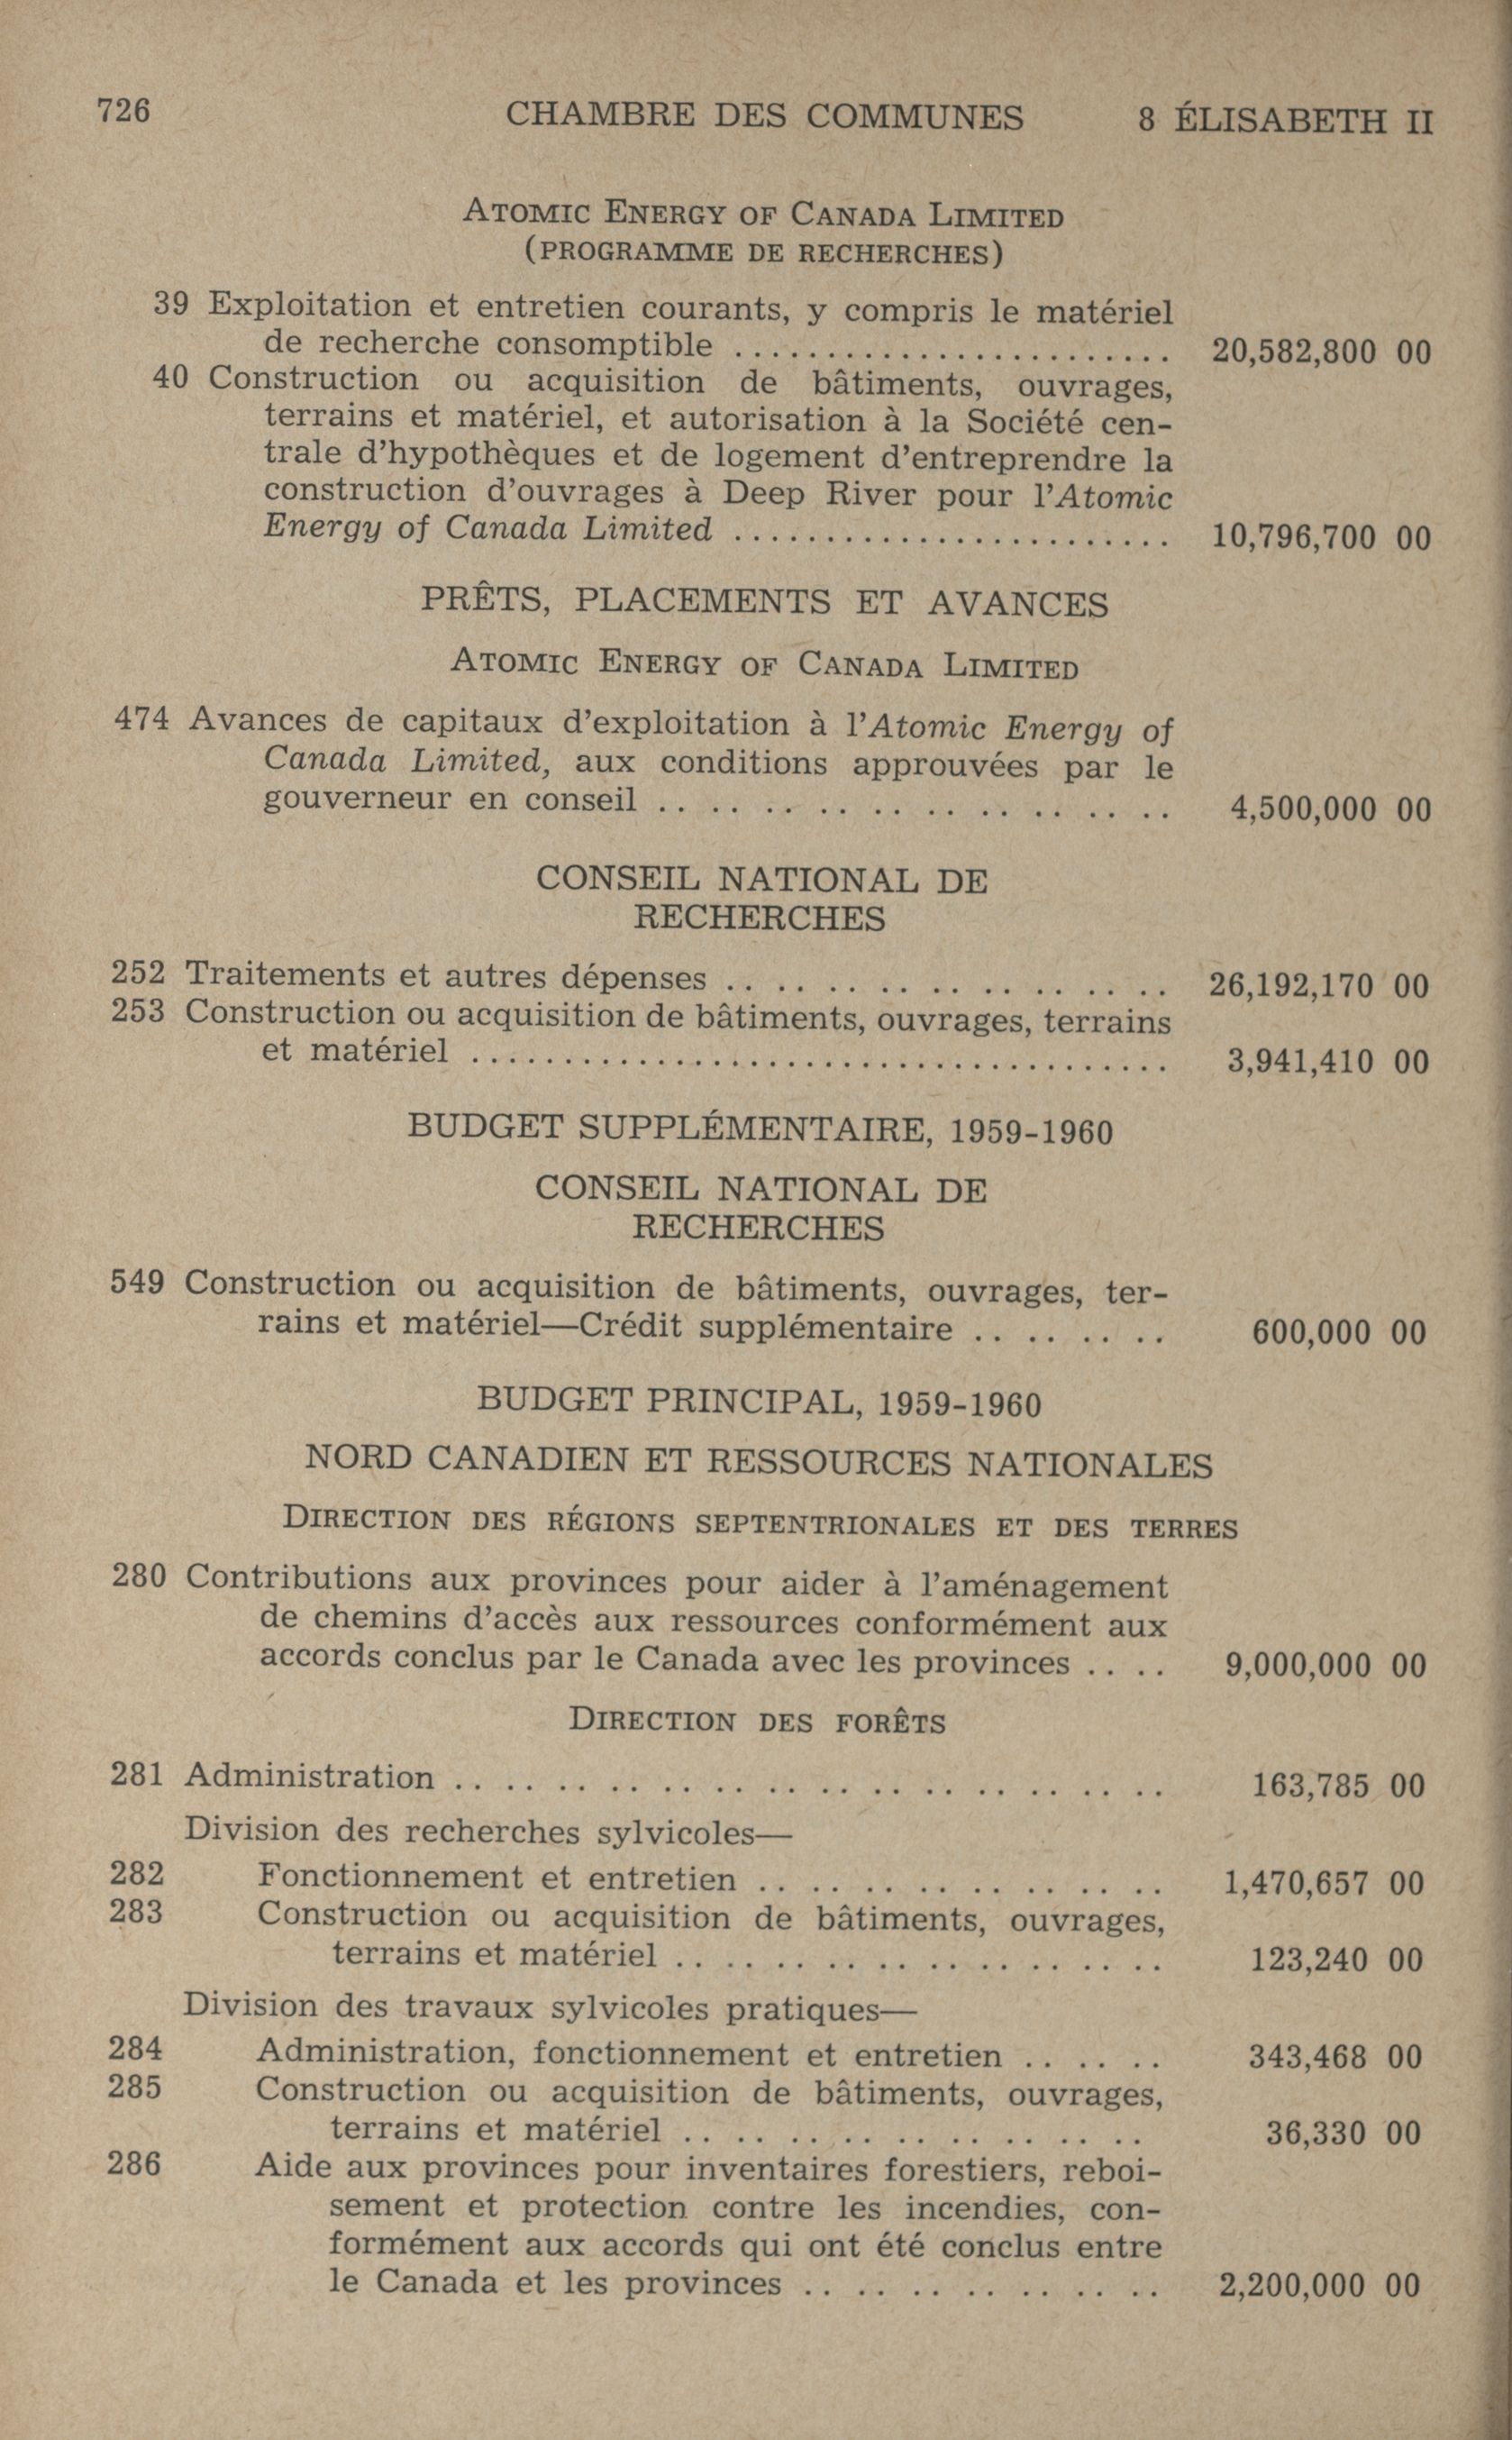 726 CHAMBRE DES COMMUNES 8 ÉLISABETH II
ATOMIC ENERGY OF CANADA LIMITED
(PROGRAMME DE RECHERCHES)
39 Exploitation et entretien courants, y compris le matériel
de recherche consomptible ........................ 20,582,800 00
40 Construction ou acquisition de bâtiments, ouvrages,
terrains et matériel, et autorisation à la Société cen-
trale d'hypothèques et de logement d'entreprendre la
construction d'ouvrages à Deep River pour l'Atomic
Energy of Canada Limited ........................ 10,796,700 00
PRÊTS, PLACEMENTS ET AVANCES
ATOMIC ENERGY OF CANADA LIMITED
474 Avances de capitaux d'exploitation à l'Atomic Energy of
Canada Limited, aux conditions approuvées par le
gouverneur en conseil .. .. .. .. .. .. .. .. .. .. 4,500,000 00
CONSEIL NATIONAL DE
RECHERCHES
252 Traitements et autres dépenses .. .. .. .. .. .. .. .. .. 26,192,170 00
253 Construction ou acquisition de bâtiments, ouvrages, terrains
et matériel ...................................... 3,941,410 00
BUDGET SUPPLÉMENTAIRE, 1959-1960
CONSEIL NATIONAL DE
RECHERCHES
549 Construction ou acquisition de bâtiments, ouvrages, ter-
rains et matériel—Crédit supplémentaire .. .. .. .. 600,000 00
BUDGET PRINCIPAL, 1959-1960
NORD CANADIEN ET RESSOURCES NATIONALES
DIRECTION DES RÉGIONS SEPTENTRIONALES ET DES TERRES
280 Contributions aux provinces pour aider à l'aménagement
de chemins d'accès aux ressources conformément aux
accords conclus par le Canada avec les provinces .. .. 9,000,000 00
DIRECTION DES FORÊTS
281 Administration .. .. .. .. .. .. .. .. .. .. .. .. .. .. 163,785 00
Division des recherches sylvicoles—
282 Fonctionnement et entretien .. .. .. .. .. .. .. .. 1,470,657 00
283 Construction ou acquisition de bâtiments, ouvrages,
terrains et matériel .. .. .. .. .. .. .. .. .. .. 123,240 00
Division des travaux sylvicoles pratiques—
284 Administration, fonctionnement et entretien .. .. .. 343,468 00
285 Construction ou acquisition de bâtiments, ouvrages,
terrains et matériel .. .. .. .. .. .. .. .. .. 36,330 00
286 Aide aux provinces pour inventaires forestiers, reboi-
sement et protection contre les incendies, con-
formément aux accords qui ont été conclus entre
le Canada et les provinces .. .. .. .. .. .. .. 2,200,000 00